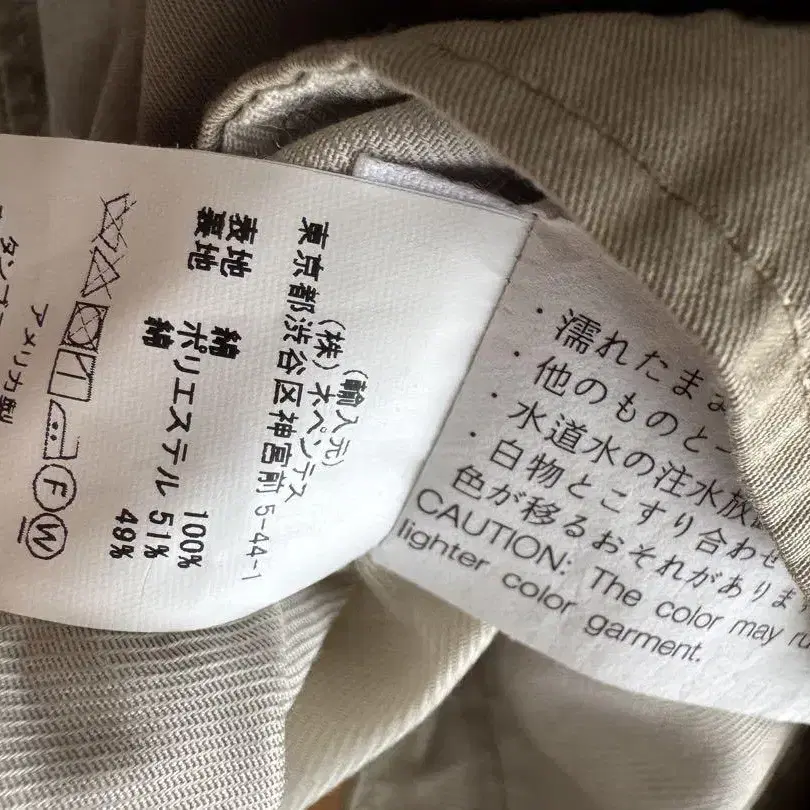 表地 綿 100%
裏地 ポリエステル 51%
綿 49%
(輸入元)
(株)ネペンテス
東京都渋谷区神宮前 5-44-1
アメリカ製
F
W
・濡れたまま
・他のものと一
・水道水の注水放
・白物とこすり合わせ
色が移るおそれがありま
CAUTION: The color may ru
lighter color garment.